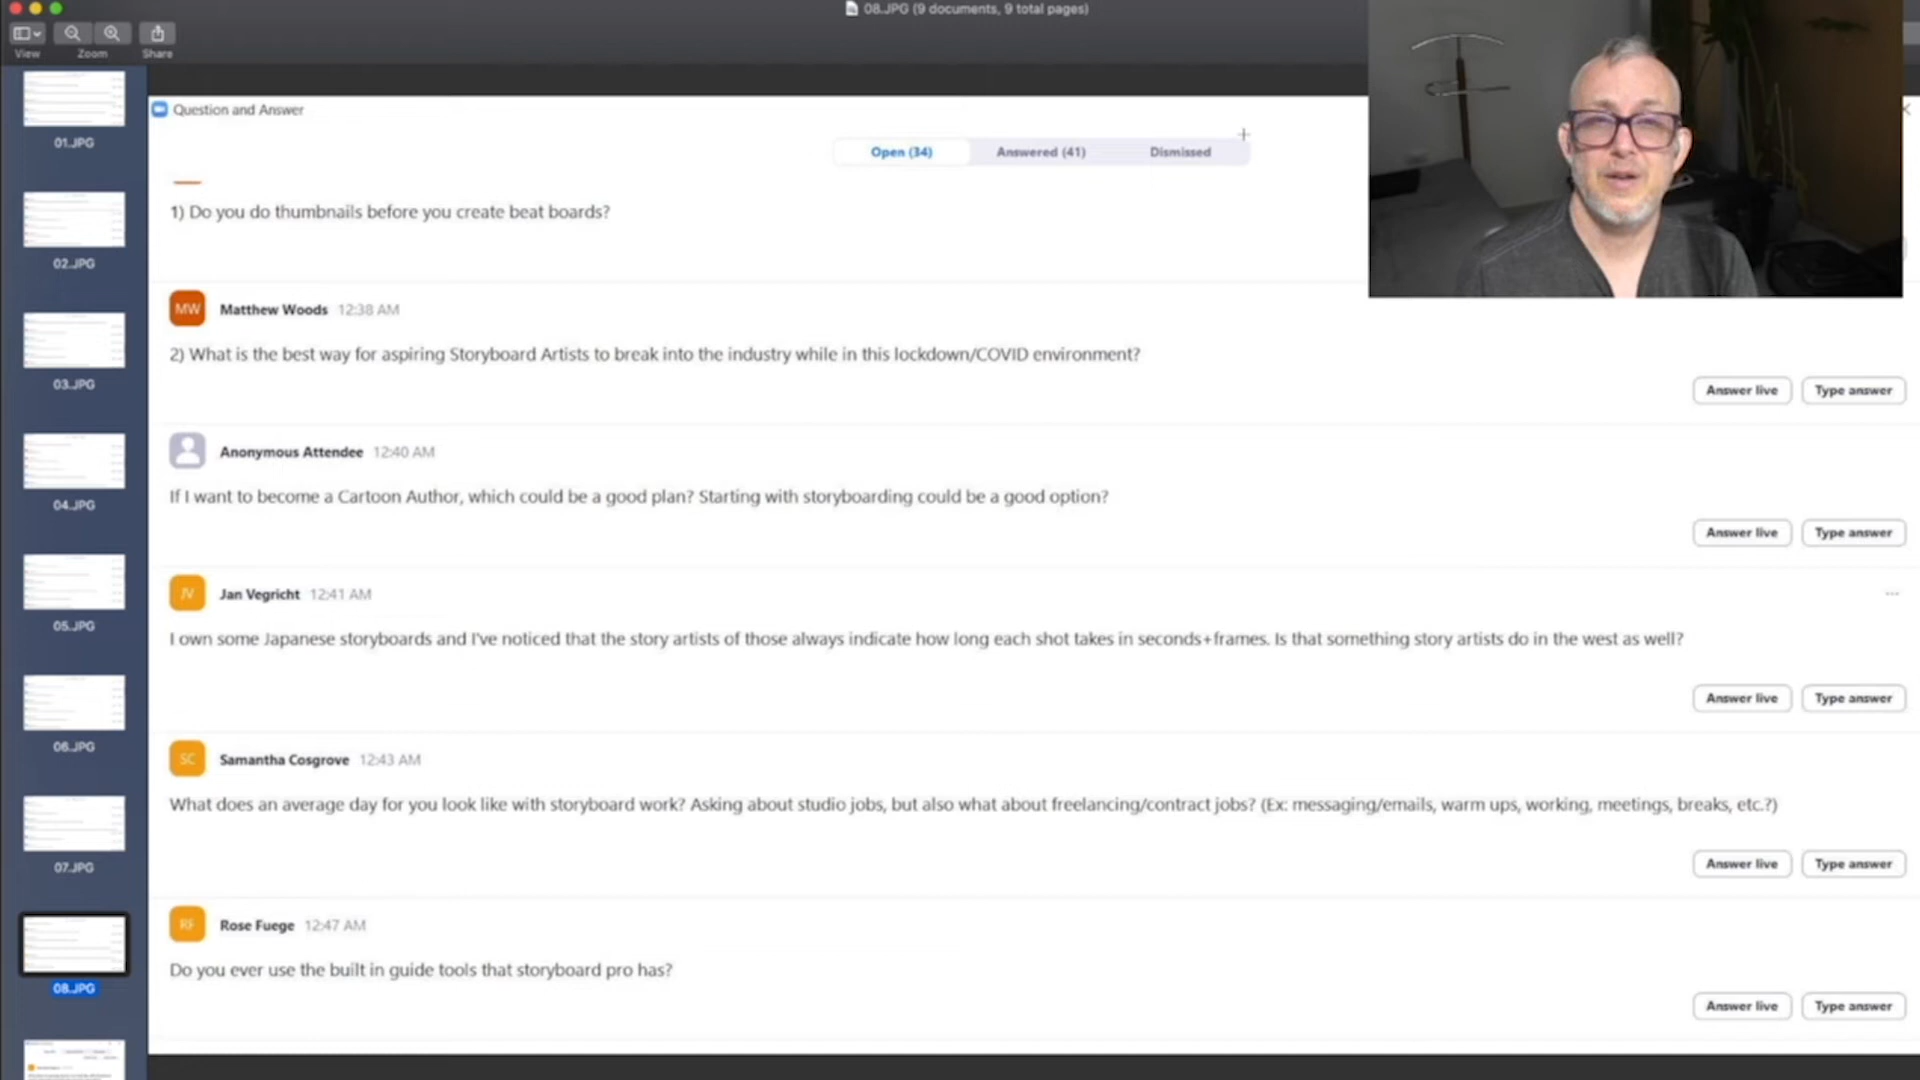 08.JPG (9 documents, 9 total pages)
View
Zoom
Share
01.JPG
02.JPG
03.JPG
04.JPG
05.JPG
06.JPG
07.JPG
08.JPG
Question and Answer
Open (34)
Answered (41)
Dismissed
1) Do you do thumbnails before you create beat boards?
MW
Matthew Woods 12:38 AM
2) What is the best way for aspiring Storyboard Artists to break into the industry while in this lockdown/COVID environment?
Answer live
Type answer
Anonymous Attendee 12:40 AM
If I want to become a Cartoon Author, which could be a good plan? Starting with storyboarding could be a good option?
Answer live
Type answer
JV
Jan Vegricht 12:41 AM
I own some Japanese storyboards and I've noticed that the story artists of those always indicate how long each shot takes in seconds+frames. Is that something story artists do in the west as well?
Answer live
Type answer
SC
Samantha Cosgrove 12:43 AM
What does an average day for you look like with storyboard work? Asking about studio jobs, but also what about freelancing/contract jobs? (Ex: messaging/emails, warm ups, working, meetings, breaks, etc.?)
Answer live
Type answer
RF
Rose Fuege 12:47 AM
Do you ever use the built in guide tools that storyboard pro has?
Answer live
Type answer